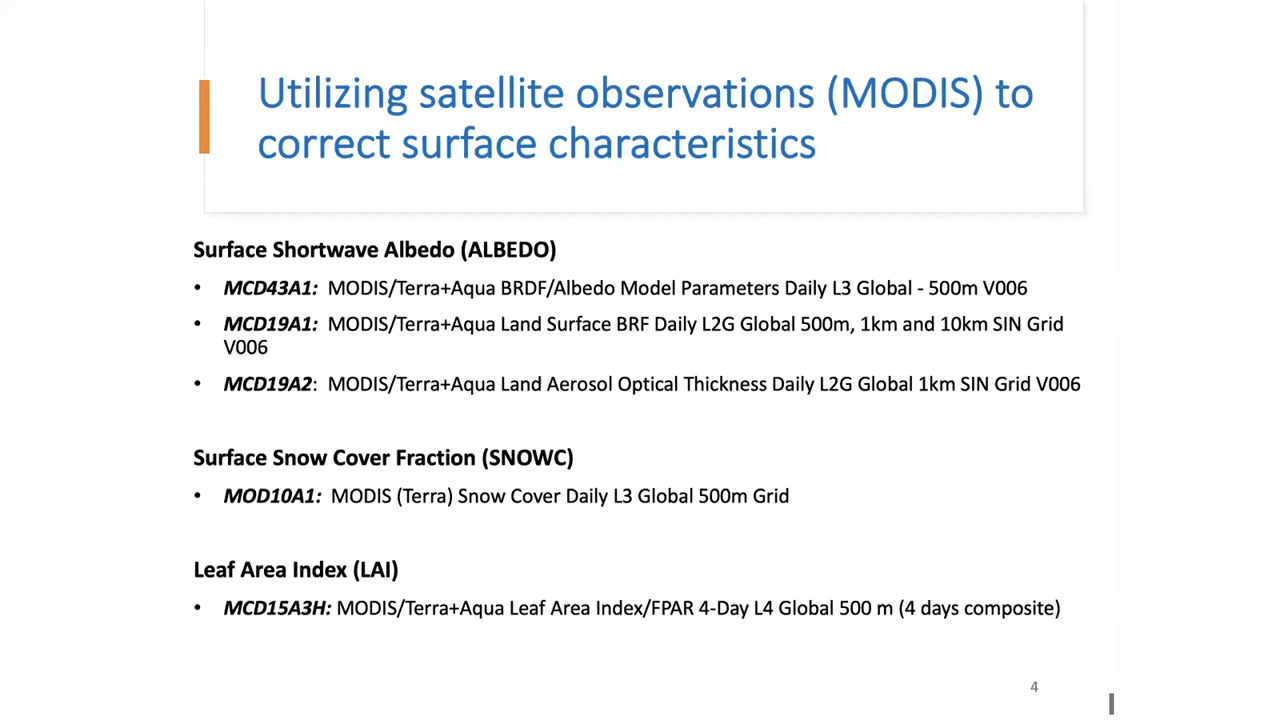 Utilizing satellite observations (MODIS) to
correct surface characteristics
Surface Shortwave Albedo (ALBEDO)
• MCD43A1: MODIS/Terra+Aqua BRDF/Albedo Model Parameters Daily L3 Global - 500m V006
• MCD19A1: MODIS/Terra+Aqua Land Surface BRF Daily L2G Global 500m, 1km and 10km SIN Grid
V006
• MCD19A2: MODIS/Terra+Aqua Land Aerosol Optical Thickness Daily L2G Global 1km SIN Grid V006
Surface Snow Cover Fraction (SNOWC)
• MOD10A1: MODIS (Terra) Snow Cover Daily L3 Global 500m Grid
Leaf Area Index (LAI)
• MCD15A3H: MODIS/Terra+Aqua Leaf Area Index/FPAR 4-Day L4 Global 500 m (4 days composite)
4